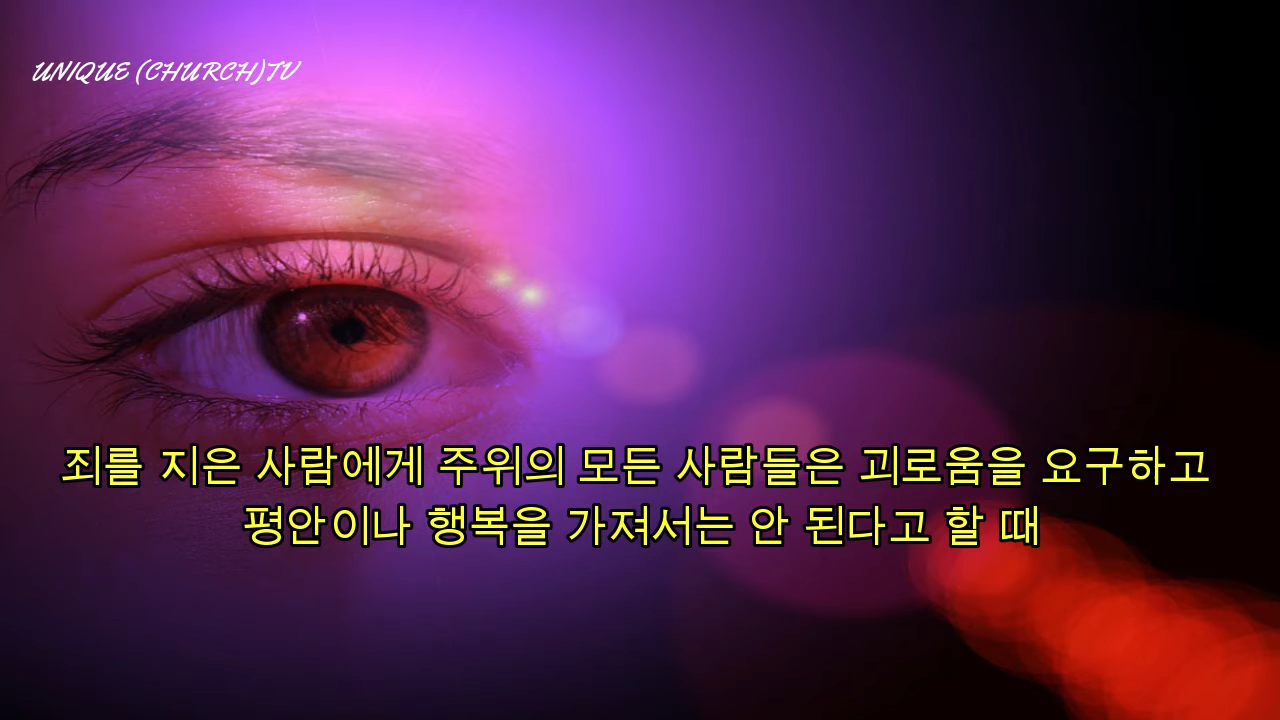 UNIQUE (CHURCH)TV
죄를 지은 사람에게 주위의 모든 사람들은 괴로움을 요구하고
평안이나 행복을 가져서는 안 된다고 할 때